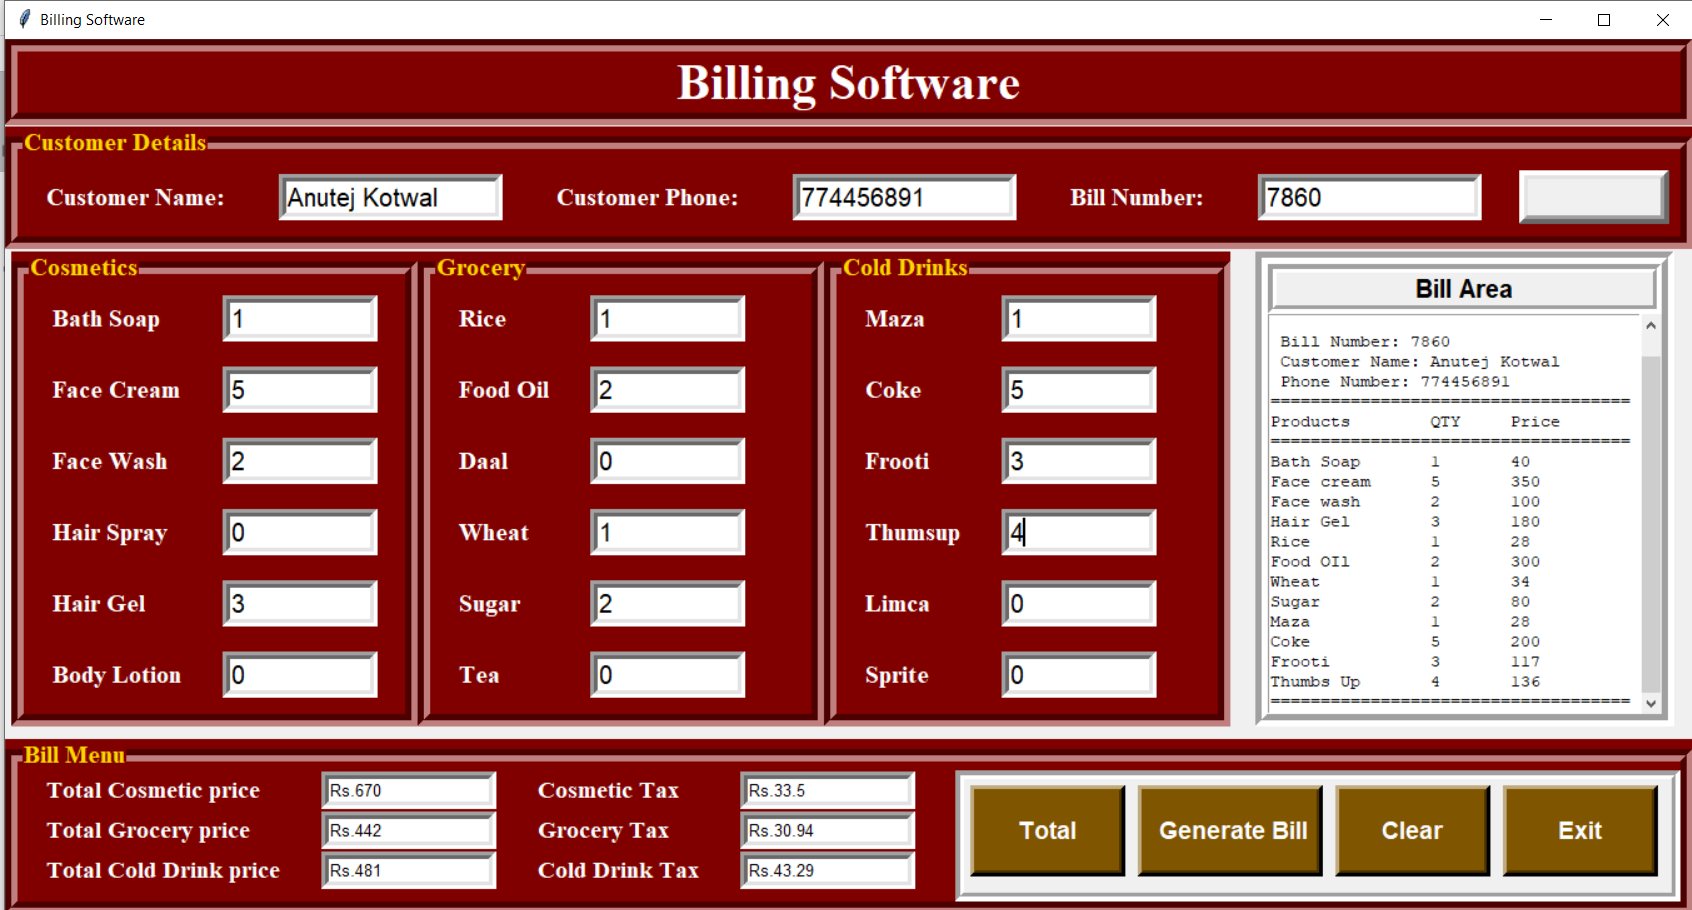 Billing Software
Billing Software
Customer Details
Customer Name: Anutej Kotwal Customer Phone: 774456891 Bill Number: 7860
Cosmetics
Bath Soap 1
Face Cream 5
Face Wash 2
Hair Spray 0
Hair Gel 3
Body Lotion 0
Grocery
Rice 1
Food Oil 2
Daal 0
Wheat 1
Sugar 2
Tea 0
Cold Drinks
Maza 1
Coke 5
Frooti 3
Thumsup 4
Limca 0
Sprite 0
Bill Area
Bill Number: 7860
Customer Name: Anutej Kotwal
Phone Number: 774456891
====================================
Products QTY Price
====================================
Bath Soap 1 40
Face cream 5 350
Face wash 2 100
Hair Gel 3 180
Rice 1 28
Food OIl 2 300
Wheat 1 34
Sugar 2 80
Maza 1 28
Coke 5 200
Frooti 3 117
Thumbs Up 4 136
====================================
Bill Menu
Total Cosmetic price Rs.670 Cosmetic Tax Rs.33.5
Total Grocery price Rs.442 Grocery Tax Rs.30.94
Total Cold Drink price Rs.481 Cold Drink Tax Rs.43.29
Total Generate Bill Clear Exit